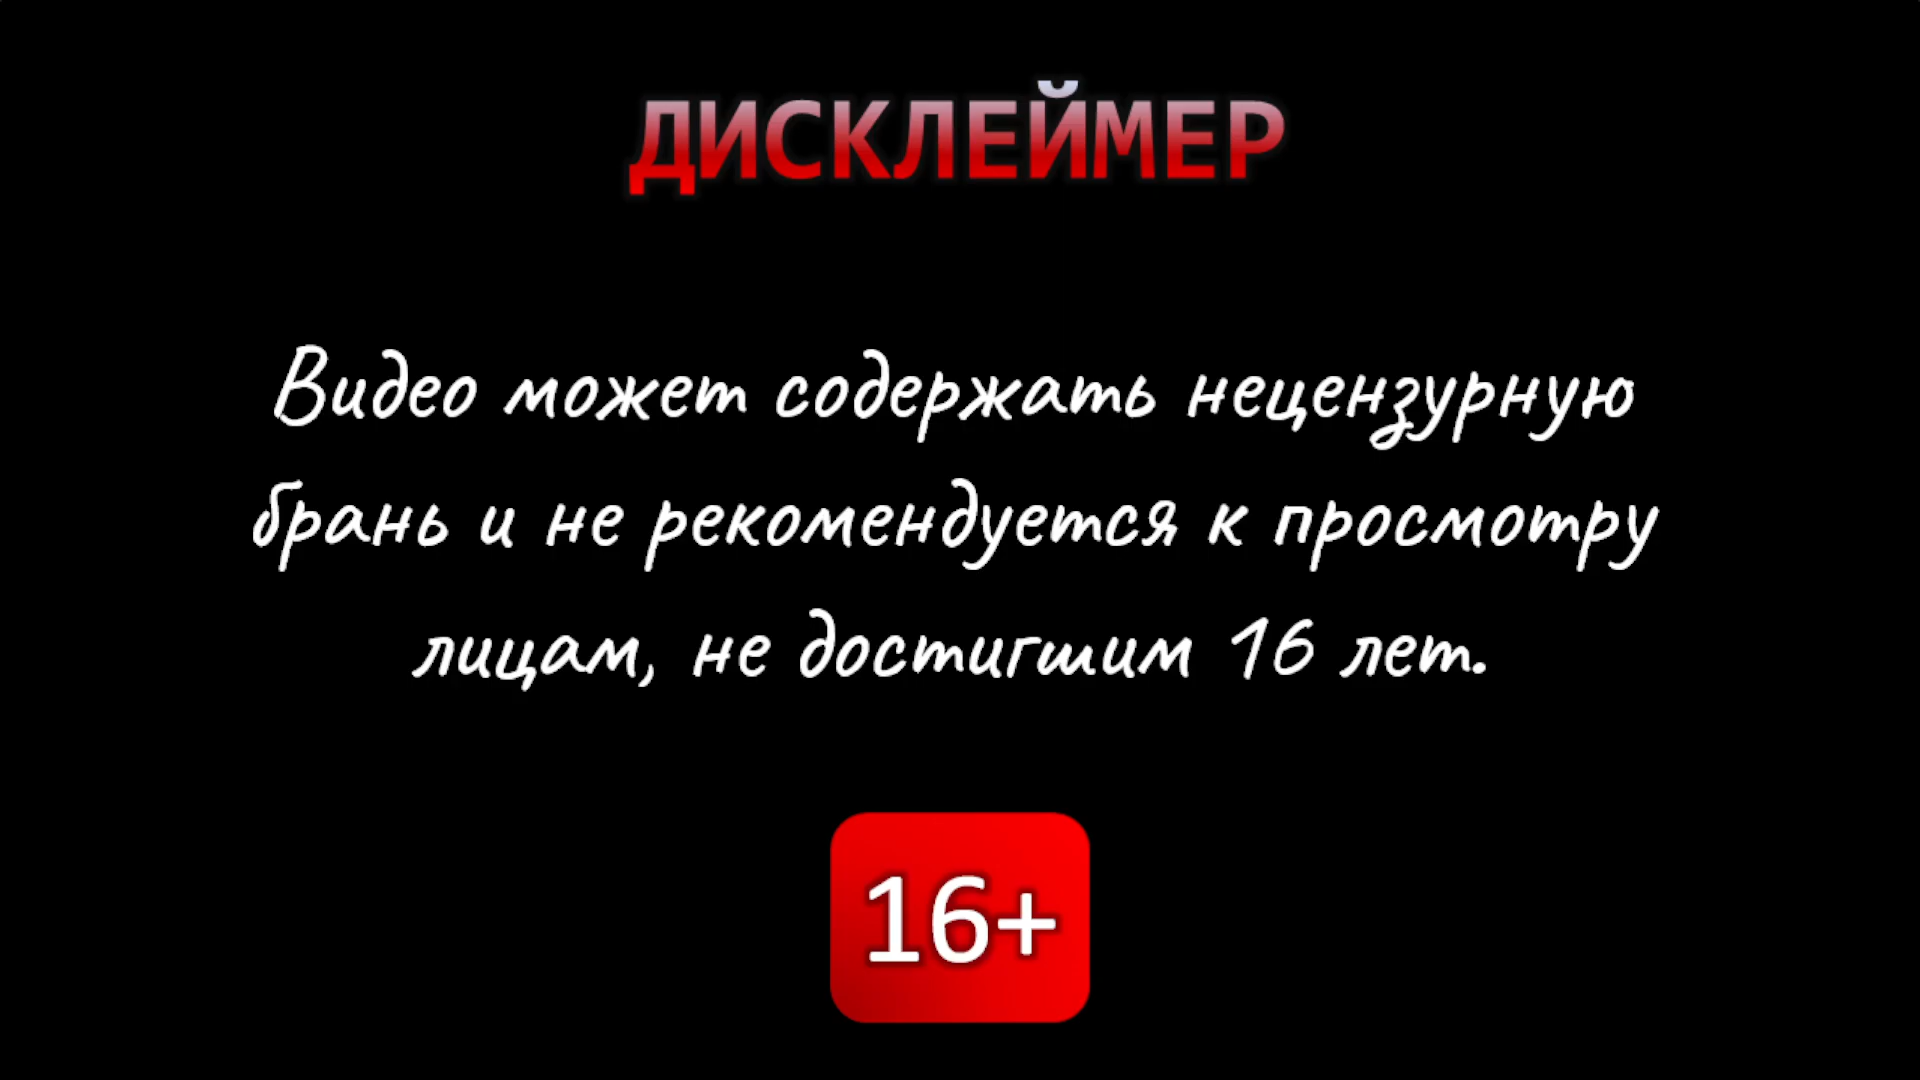 ДИСКЛЕЙМЕР
Видео может содержать нецензурную
брань и не рекомендуется к просмотру
лицам, не достигшим 16 лет.
16+